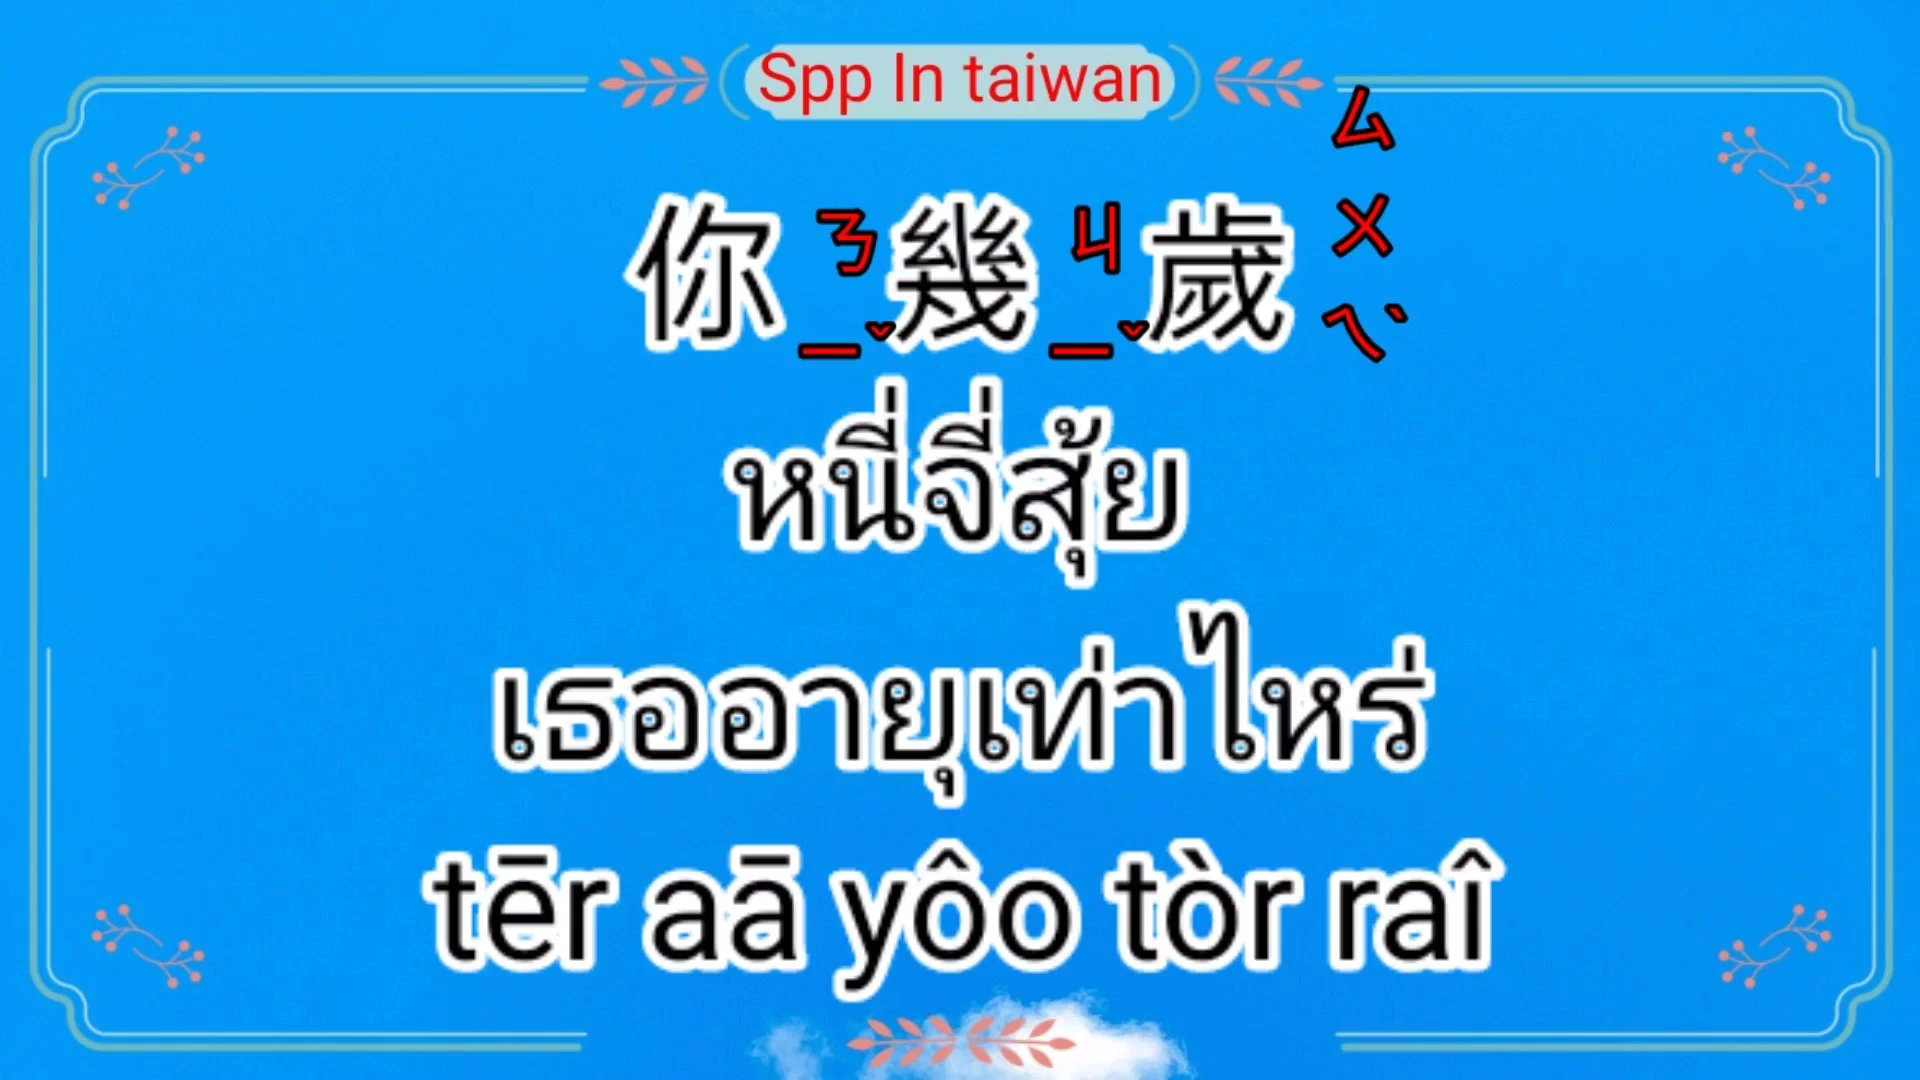 Spp In taiwan
你ㄋㄧˇ幾ㄐㄧˇ歲ㄙㄨㄟˋ
หนี่จี่สุ้ย
เธออายุเท่าไหร่
tēr aā yôo tòr raî